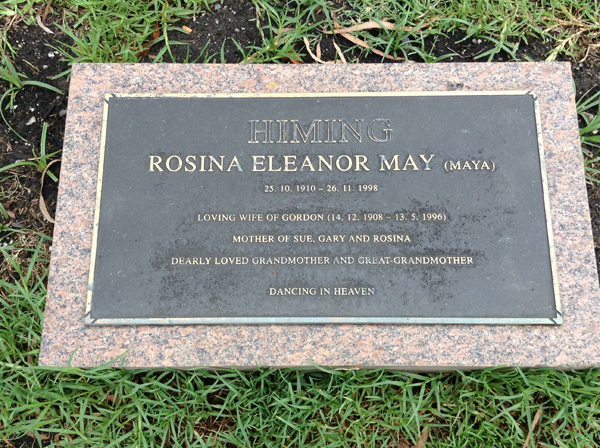 HIMING
ROSINA ELEANOR MAY (MAYA)
25. 10. 1910 – 26. 11. 1998
LOVING WIFE OF GORDON (14. 12. 1908 – 13. 5. 1996)
MOTHER OF SUE, GARY AND ROSINA
DEARLY LOVED GRANDMOTHER AND GREAT-GRANDMOTHER
DANCING IN HEAVEN